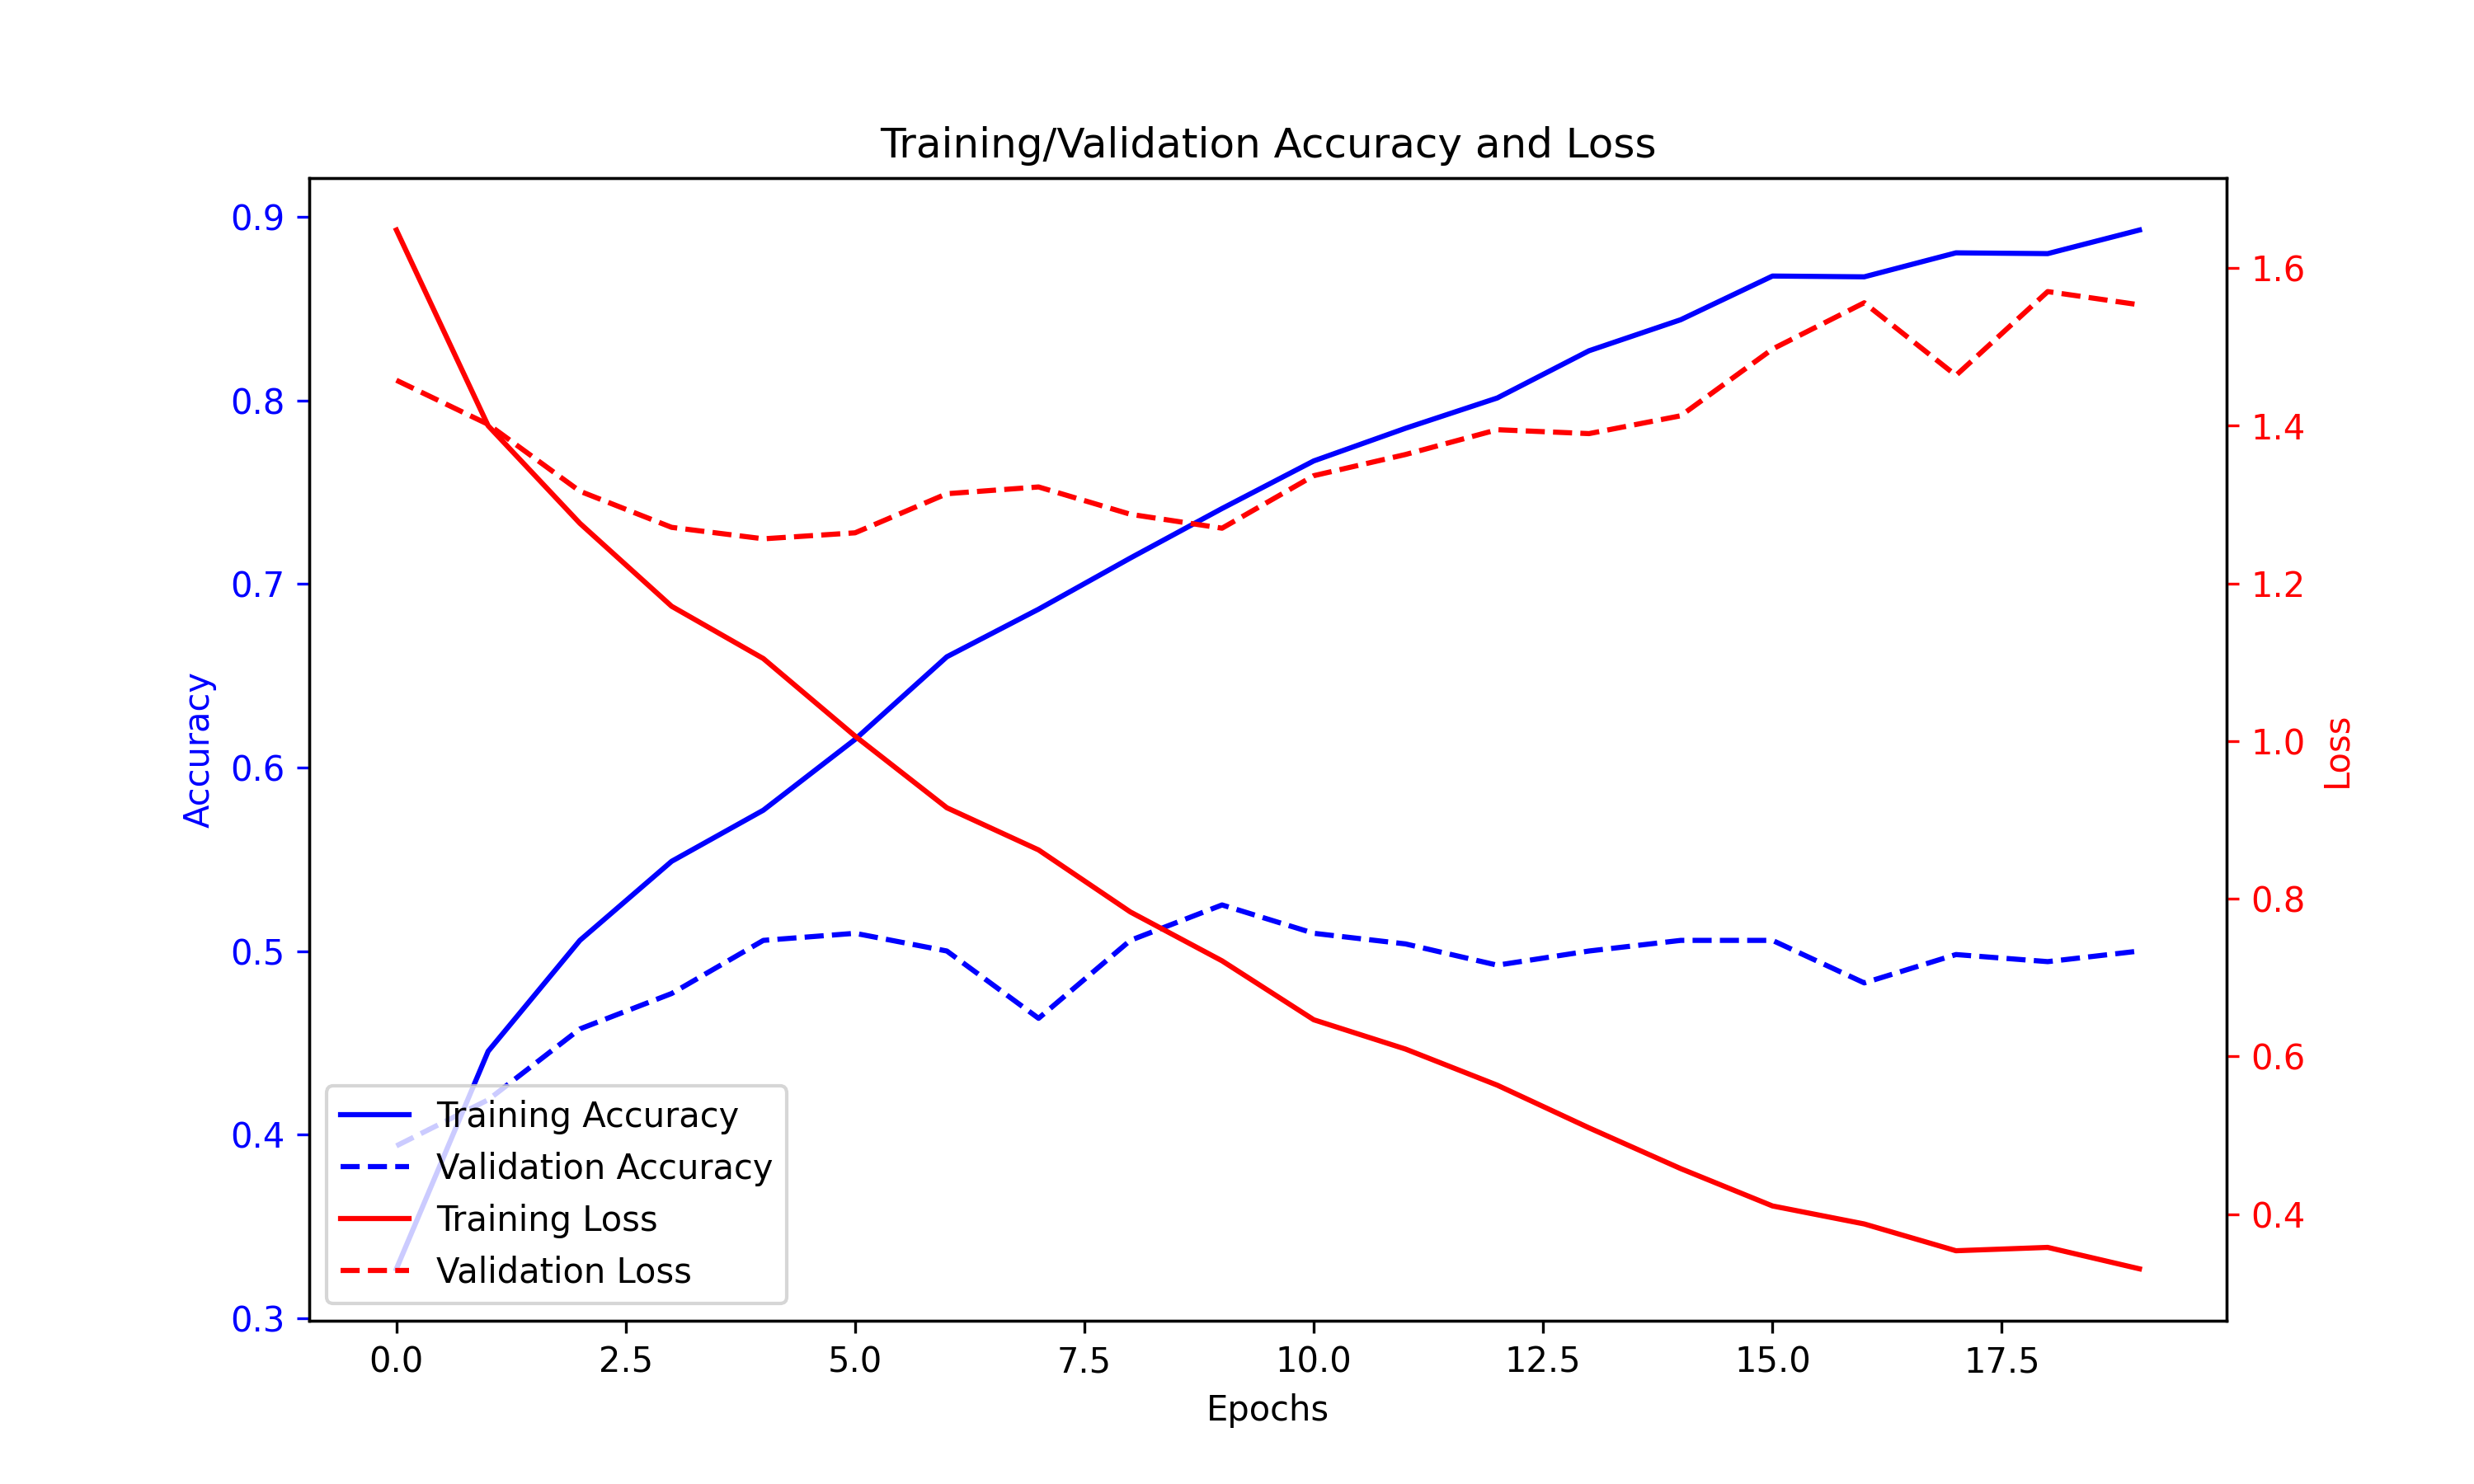 Training/Validation Accuracy and Loss
0.9
0.8
0.7
0.6
0.5
0.4
0.3
Accuracy
1.6
1.4
1.2
1.0
0.8
0.6
0.4
Loss
Training Accuracy
Validation Accuracy
Training Loss
Validation Loss
0.0 2.5 5.0 7.5 10.0 12.5 15.0 17.5
Epochs